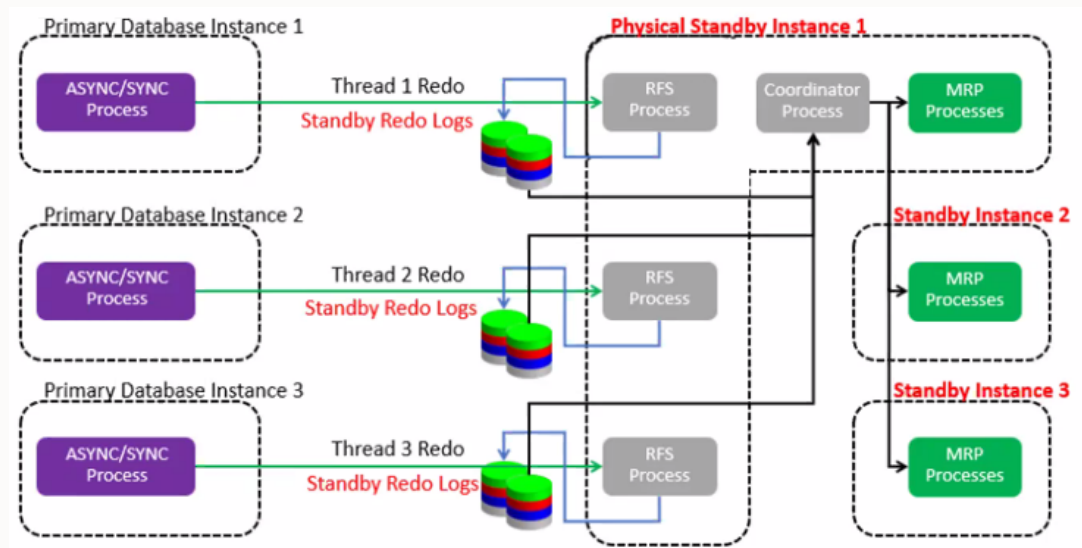 Primary Database Instance 1
Physical Standby Instance 1
ASYNC/SYNC
Process
Thread 1 Redo
Standby Redo Logs
RFS
Process
Coordinator
Process
MRP
Processes
Primary Database Instance 2
Standby Instance 2
ASYNC/SYNC
Process
Thread 2 Redo
Standby Redo Logs
RFS
Process
MRP
Processes
Primary Database Instance 3
Standby Instance 3
ASYNC/SYNC
Process
Thread 3 Redo
Standby Redo Logs
RFS
Process
MRP
Processes